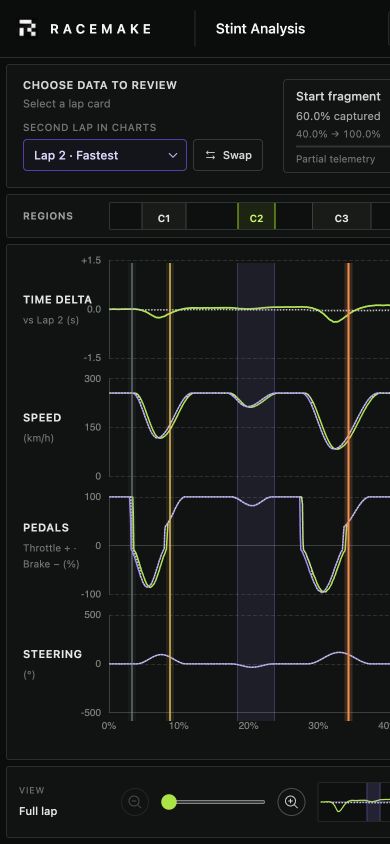 RACEMAKE
Stint Analysis
CHOOSE DATA TO REVIEW
Select a lap card
SECOND LAP IN CHARTS
Lap 2 · Fastest
Swap
Start fragment
60.0% captured
40.0% → 100.0%
Partial telemetry
REGIONS
C1
C2
C3
+1.5
TIME DELTA
0.0
vs Lap 2 (s)
-1.5
300
SPEED
150
(km/h)
0
100
PEDALS
0
Throttle + ·
Brake − (%)
-100
500
STEERING
0
(°)
-500
0%
10%
20%
30%
40%
VIEW
Full lap